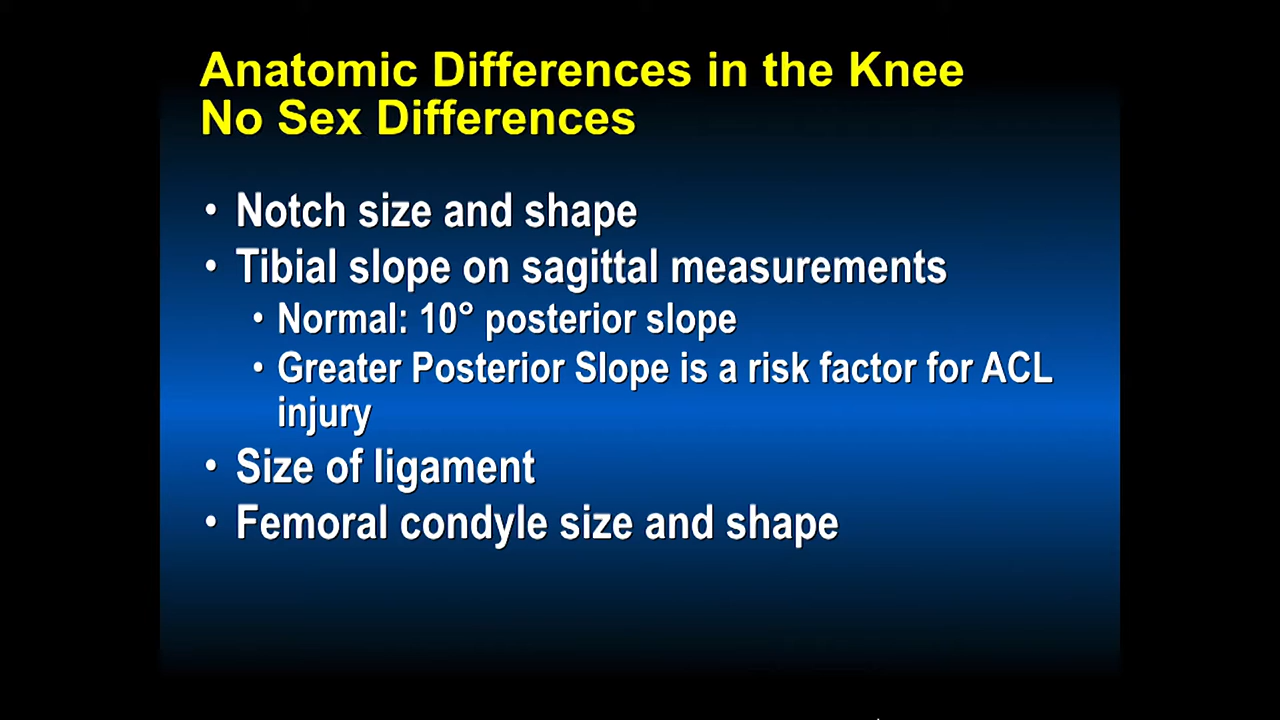 Anatomic Differences in the Knee
No Sex Differences
• Notch size and shape
• Tibial slope on sagittal measurements
• Normal: 10° posterior slope
• Greater Posterior Slope is a risk factor for ACL
injury
• Size of ligament
• Femoral condyle size and shape